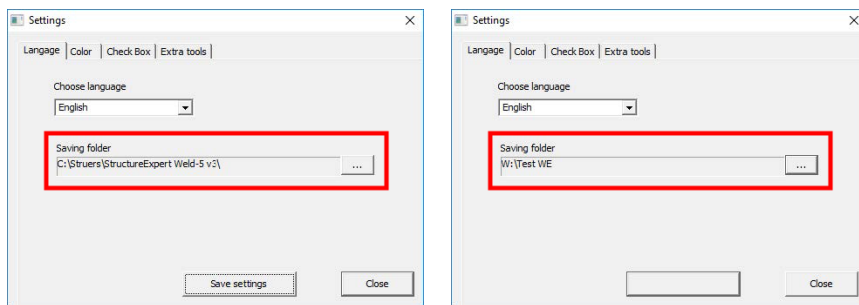 Settings
Langage Color Check Box Extra tools
Choose language
English
Saving folder
C:\Struers\StructureExpert Weld-5 v3\
...
Save settings
Close
Settings
Langage Color Check Box Extra tools
Choose language
English
Saving folder
W:\Test WE
...
Close